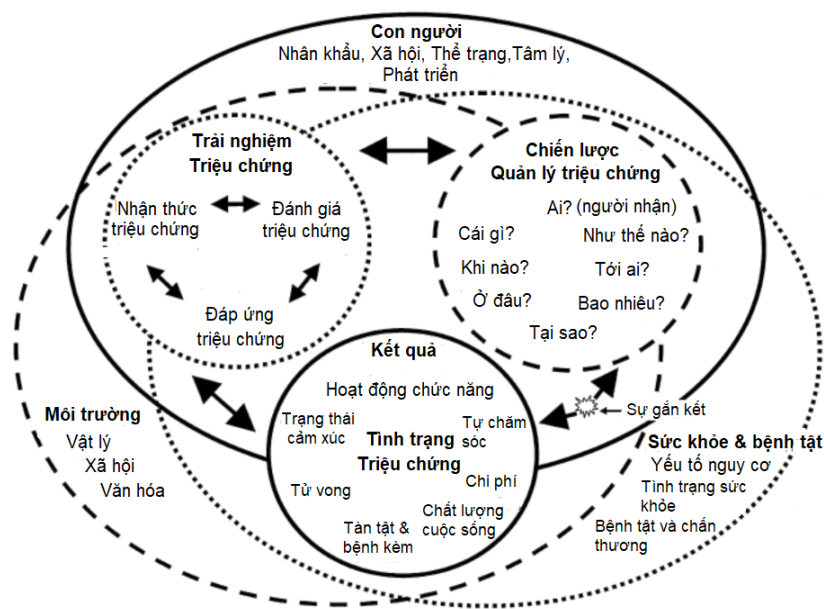 Con người
Nhân khẩu, Xã hội, Thể trạng,Tâm lý,
Phát triển
Trải nghiệm
Triệu chứng
Nhận thức
triệu chứng
Đánh giá
triệu chứng
Đáp ứng
triệu chứng
Chiến lược
Quản lý triệu chứng
Ai? (người nhận)
Cái gì?
Như thế nào?
Khi nào?
Tới ai?
Ở đâu?
Bao nhiêu?
Tại sao?
Kết quả
Hoạt động chức năng
Trạng thái
cảm xúc
Tự chăm
sóc
Tình trạng
Triệu chứng
Tử vong
Chi phí
Chất lượng
cuộc sống
Tàn tật &
bệnh kèm
Sự gắn kết
Môi trường
Vật lý
Xã hội
Văn hóa
Sức khỏe & bệnh tật
Yếu tố nguy cơ
Tình trạng sức
khỏe
Bệnh tật và chấn
thương